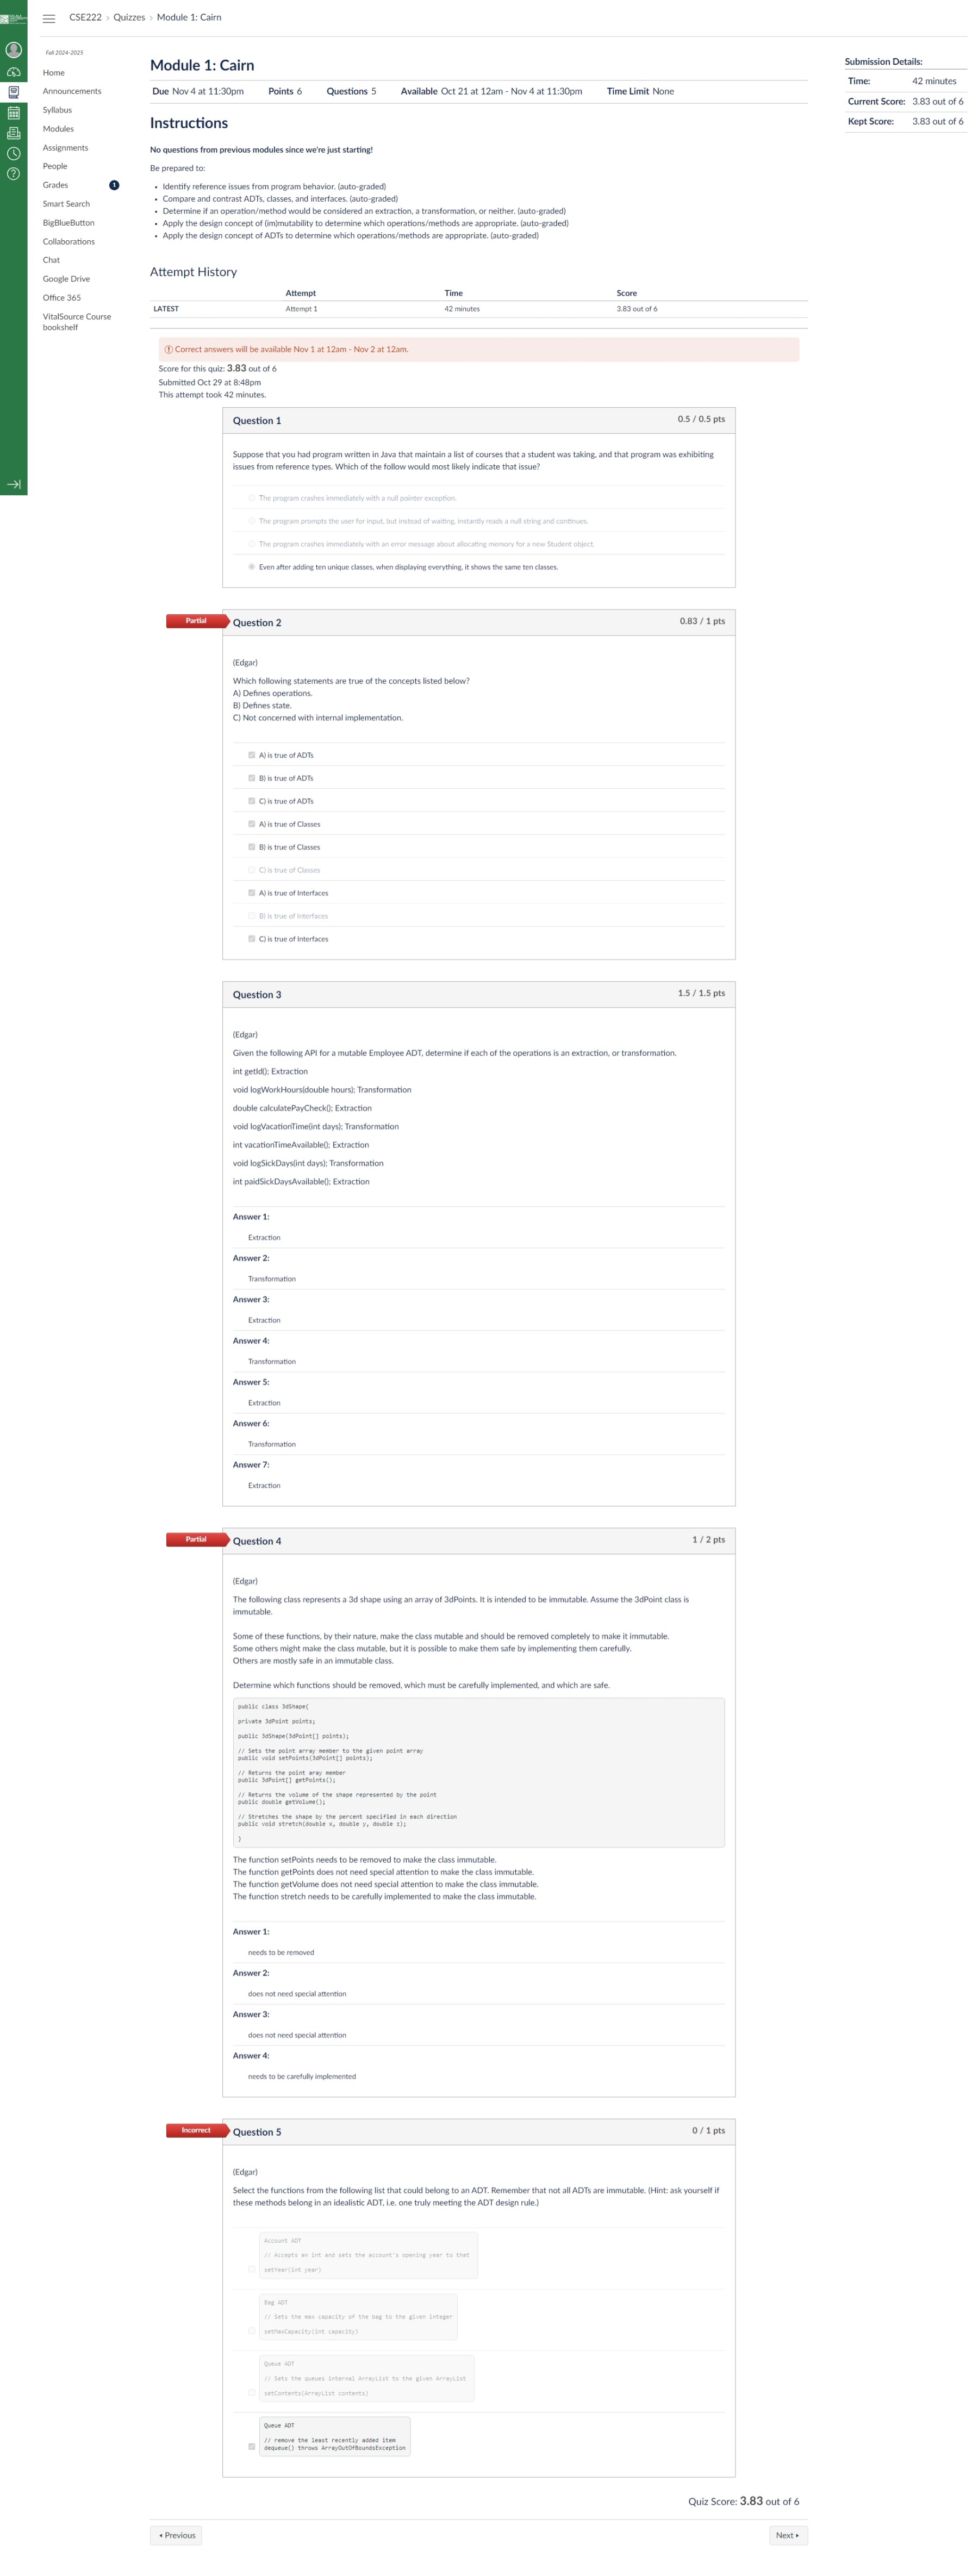 CSE222 › Quizzes › Module 1: Cairn
Fall 2024-2025
Home
Announcements
Syllabus
Modules
Assignments
People
Grades 1
Smart Search
BigBlueButton
Collaborations
Chat
Google Drive
Office 365
VitalSource Course
bookshelf
Module 1: Cairn
Due Nov 4 at 11:30pm Points 6 Questions 5 Available Oct 21 at 12am - Nov 4 at 11:30pm Time Limit None
Instructions
No questions from previous modules since we're just starting!
Be prepared to:
• Identify reference issues from program behavior. (auto-graded)
• Compare and contrast ADTs, classes, and interfaces. (auto-graded)
• Determine if an operation/method would be considered an extraction, a transformation, or neither. (auto-graded)
• Apply the design concept of (im)mutability to determine which operations/methods are appropriate. (auto-graded)
• Apply the design concept of ADTs to determine which operations/methods are appropriate. (auto-graded)
Attempt History
Attempt Time Score
LATEST Attempt 1 42 minutes 3.83 out of 6
Correct answers will be available Nov 1 at 12am - Nov 2 at 12am.
Score for this quiz: 3.83 out of 6
Submitted Oct 29 at 8:48pm
This attempt took 42 minutes.
Question 1 0.5 / 0.5 pts
Suppose that you had program written in Java that maintain a list of courses that a student was taking, and that program was exhibiting
issues from reference types. Which of the follow would most likely indicate that issue?
The program crashes immediately with a null pointer exception.
The program prompts the user for input, but instead of waiting, instantly reads a null string and continues.
The program crashes immediately with an error message about allocating memory for a new Student object.
Even after adding ten unique classes, when displaying everything, it shows the same ten classes.
Partial
Question 2 0.83 / 1 pts
(Edgar)
Which following statements are true of the concepts listed below?
A) Defines operations.
B) Defines state.
C) Not concerned with internal implementation.
A) is true of ADTs
B) is true of ADTs
C) is true of ADTs
A) is true of Classes
B) is true of Classes
C) is true of Classes
A) is true of Interfaces
B) is true of Interfaces
C) is true of Interfaces
Question 3 1.5 / 1.5 pts
(Edgar)
Given the following API for a mutable Employee ADT, determine if each of the operations is an extraction, or transformation.
int getId(); Extraction
void logWorkHours(double hours); Transformation
double calculatePayCheck(); Extraction
void logVacationTime(int days); Transformation
int vacationTimeAvailable(); Extraction
void logSickDays(int days); Transformation
int paidSickDaysAvailable(); Extraction
Answer 1:
Extraction
Answer 2:
Transformation
Answer 3:
Extraction
Answer 4:
Transformation
Answer 5:
Extraction
Answer 6:
Transformation
Answer 7:
Extraction
Partial
Question 4 1 / 2 pts
(Edgar)
The following class represents a 3d shape using an array of 3dPoints. It is intended to be immutable. Assume the 3dPoint class is
immutable.
Some of these functions, by their nature, make the class mutable and should be removed completely to make it immutable.
Some others might make the class mutable, but it is possible to make them safe by implementing them carefully.
Others are mostly safe in an immutable class.
Determine which functions should be removed, which must be carefully implemented, and which are safe.
public class 3dShape{
private 3dPoint points;
public 3dShape(3dPoint[] points);
// Sets the point array member to the given point array
public void setPoints(3dPoint[] points);
// Returns the point aray member
public 3dPoint[] getPoints();
// Returns the volume of the shape represented by the point
public double getVolume();
// Stretches the shape by the percent specified in each direction
public void stretch(double x, double y, double z);
}
The function setPoints needs to be removed to make the class immutable.
The function getPoints does not need special attention to make the class immutable.
The function getVolume does not need special attention to make the class immutable.
The function stretch needs to be carefully implemented to make the class immutable.
Answer 1:
needs to be removed
Answer 2:
does not need special attention
Answer 3:
does not need special attention
Answer 4:
needs to be carefully implemented
Incorrect
Question 5 0 / 1 pts
(Edgar)
Select the functions from the following list that could belong to an ADT. Remember that not all ADTs are immutable. (Hint: ask yourself if
these methods belong in an idealistic ADT, i.e. one truly meeting the ADT design rule.)
Account ADT
// Accepts an int and sets the account's opening year to that
setYear(int year)
Bag ADT
// Sets the max capacity of the bag to the given integer
setMaxCapacity(int capacity)
Queue ADT
// Sets the queues internal ArrayList to the given ArrayList
setContents(ArrayList contents)
Queue ADT
// remove the least recently added item
dequeue() throws ArrayOutOfBoundsException
Quiz Score: 3.83 out of 6
◂ Previous
Next ▸
Submission Details:
Time: 42 minutes
Current Score: 3.83 out of 6
Kept Score: 3.83 out of 6